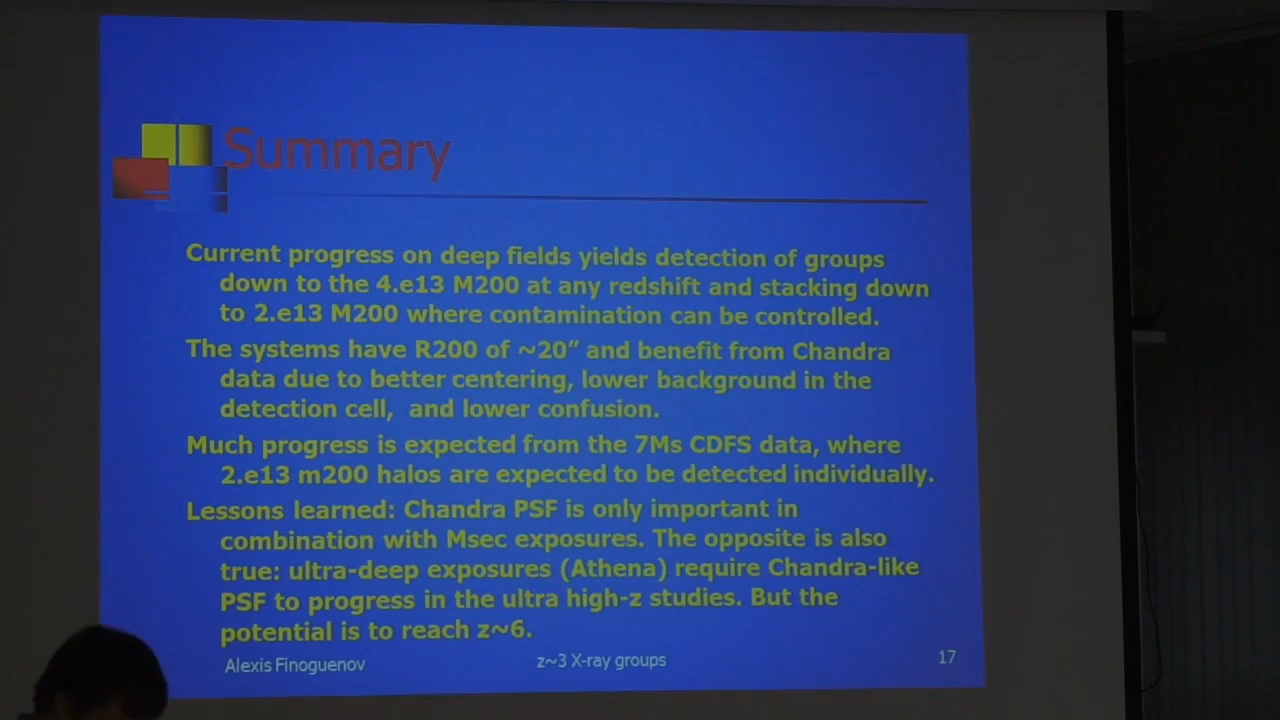 Summary
Current progress on deep fields yields detection of groups
down to the 4.e13 M200 at any redshift and stacking down
to 2.e13 M200 where contamination can be controlled.
The systems have R200 of ~20” and benefit from Chandra
data due to better centering, lower background in the
detection cell, and lower confusion.
Much progress is expected from the 7Ms CDFS data, where
2.e13 m200 halos are expected to be detected individually.
Lessons learned: Chandra PSF is only important in
combination with Msec exposures. The opposite is also
true: ultra-deep exposures (Athena) require Chandra-like
PSF to progress in the ultra high-z studies. But the
potential is to reach z~6.
Alexis Finoguenov
z~3 X-ray groups
17